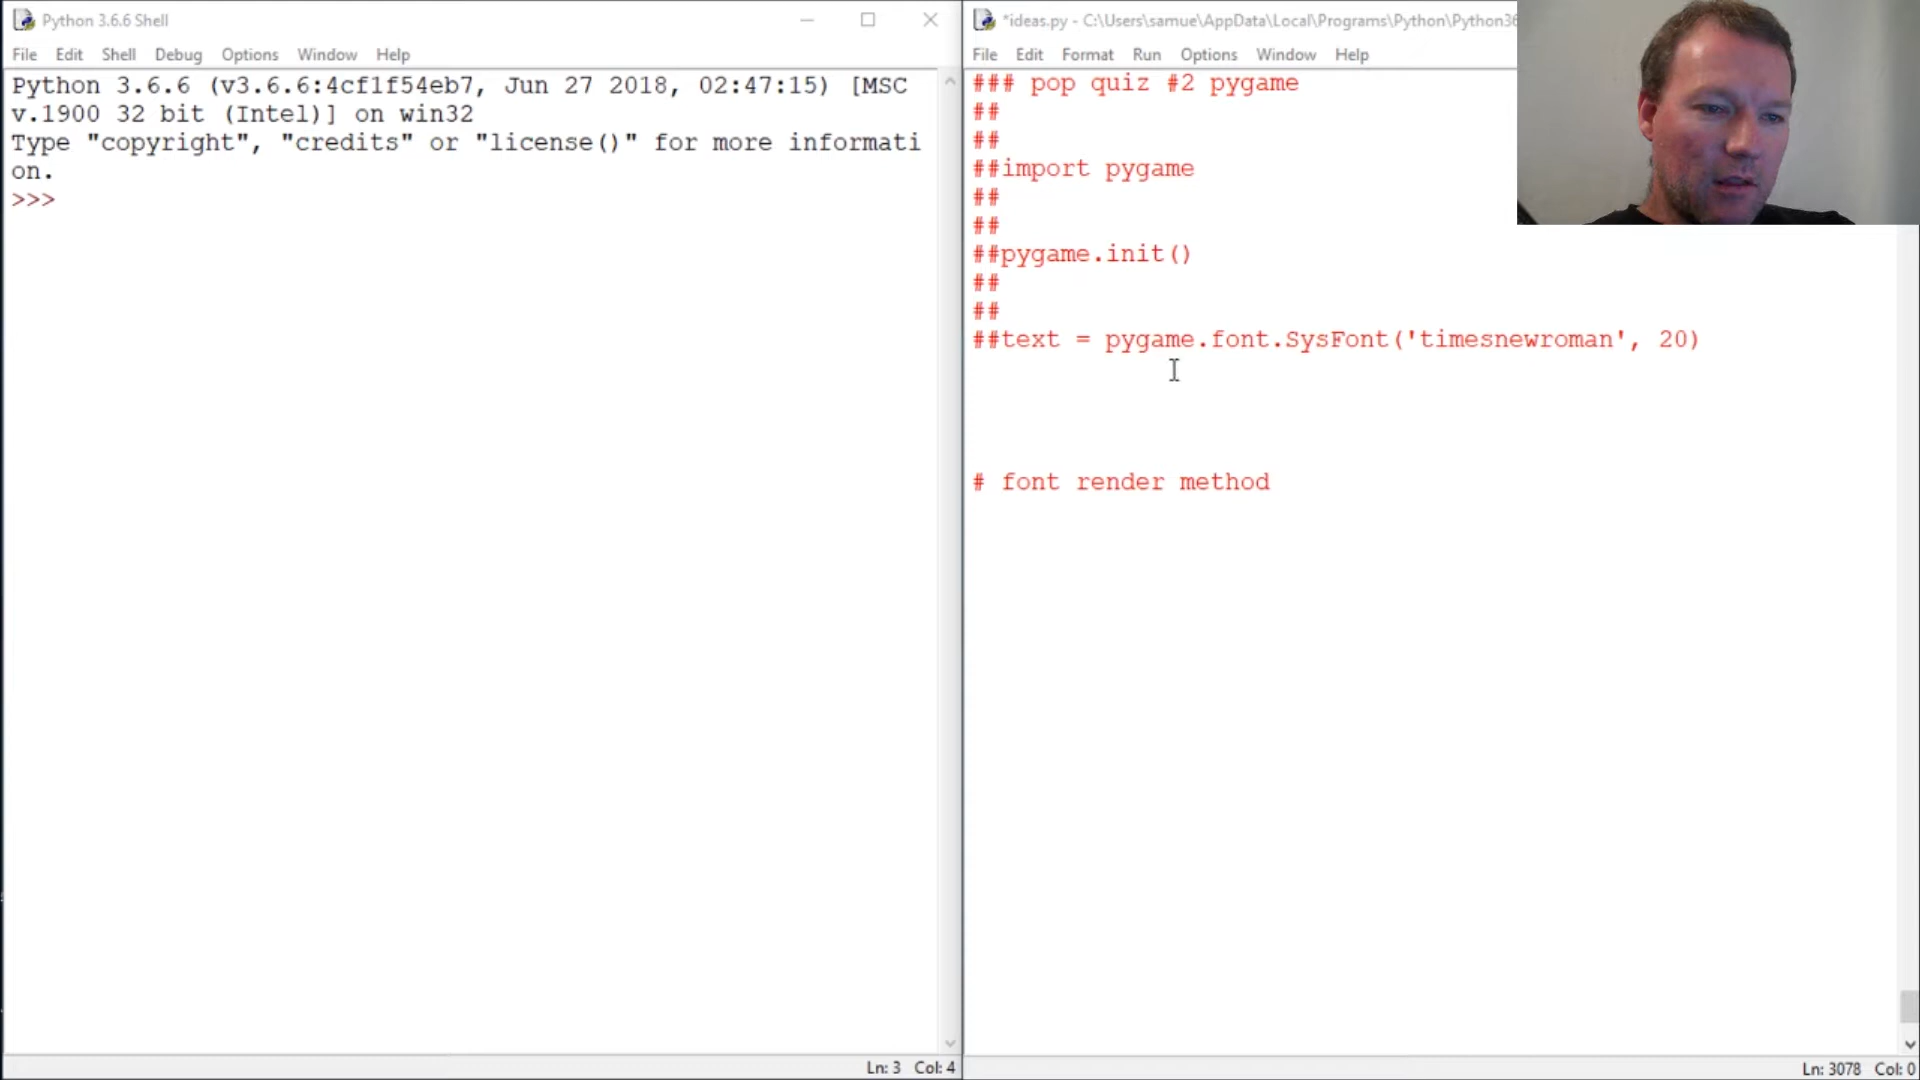 Python 3.6.6 Shell
File Edit Shell Debug Options Window Help
Python 3.6.6 (v3.6.6:4cf1f54eb7, Jun 27 2018, 02:47:15) [MSC
v.1900 32 bit (Intel)] on win32
Type "copyright", "credits" or "license()" for more informati
on.
>>>
Ln: 3 Col: 4
*ideas.py - C:\Users\samue\AppData\Local\Programs\Python\Python36
File Edit Format Run Options Window Help
### pop quiz #2 pygame
##
##
##import pygame
##
##
##pygame.init()
##
##
##text = pygame.font.SysFont('timesnewroman', 20)
# font render method
Ln: 3078 Col: 0